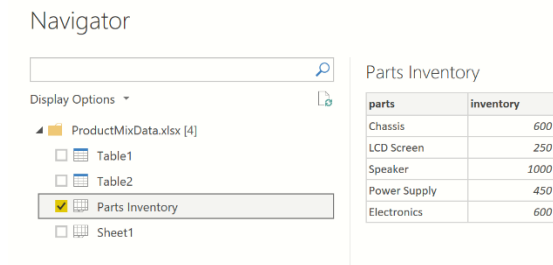 Navigator
Display Options
ProductMixData.xlsx [4]
Table1
Table2
Parts Inventory
Sheet1
Parts Inventory
parts inventory
Chassis 600
LCD Screen 250
Speaker 1000
Power Supply 450
Electronics 600